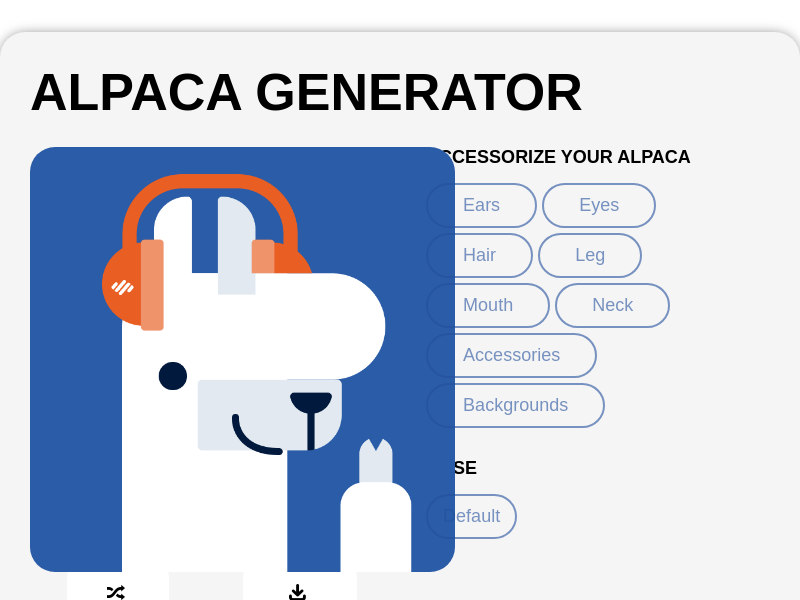 ALPACA GENERATOR
CCESSORIZE YOUR ALPACA
Ears
Eyes
Hair
Leg
Mouth
Neck
Accessories
Backgrounds
SE
Default